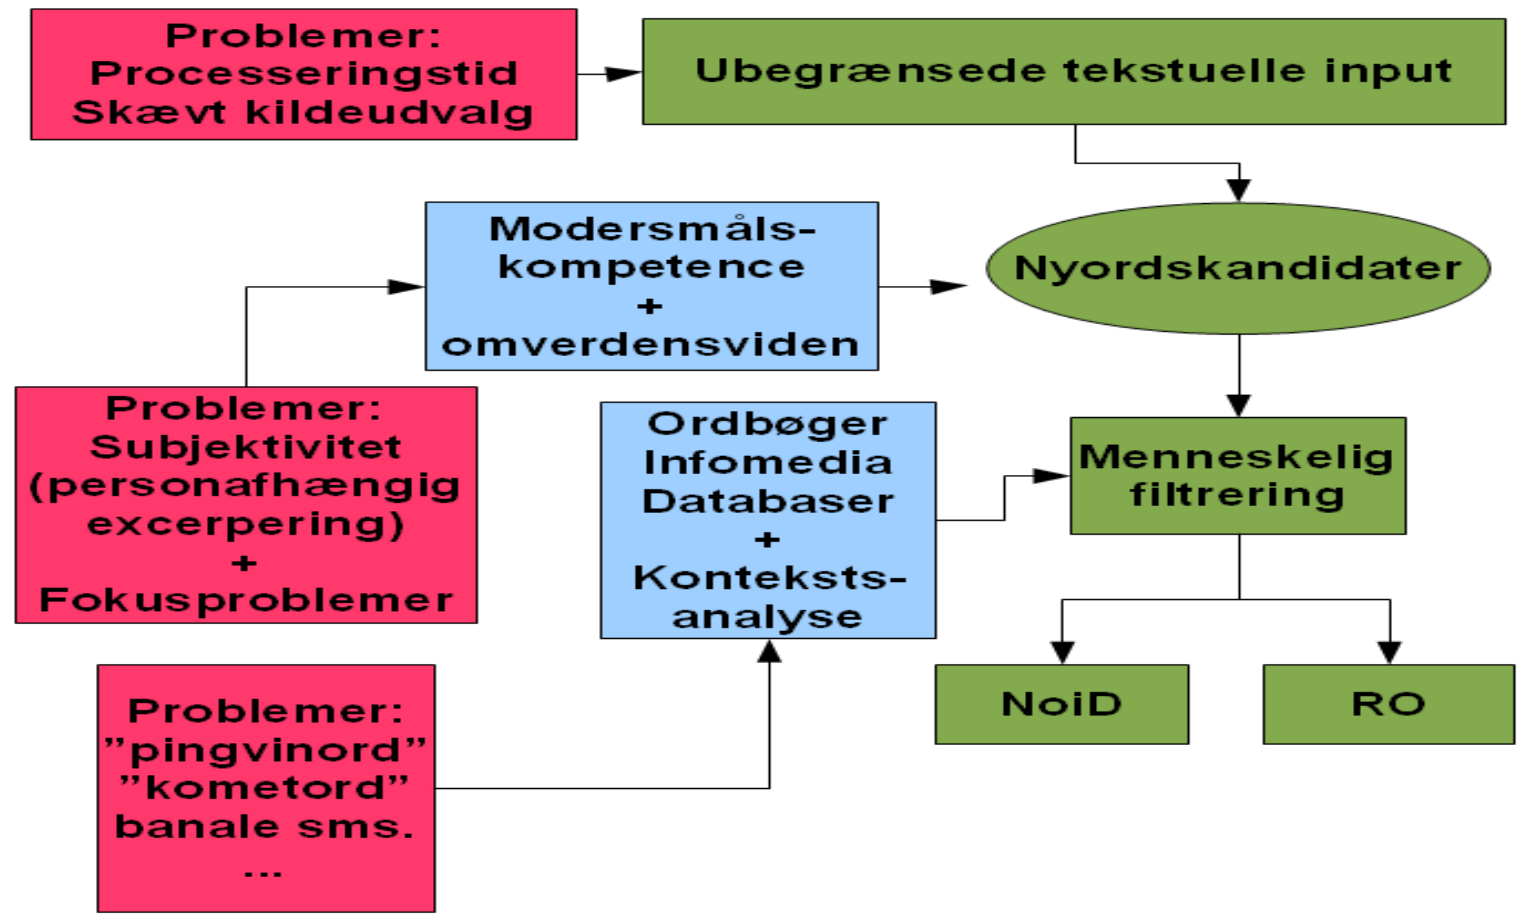 Problemer:
Processeringstid
Skævt kildeudvalg
Ubegrænsede tekstuelle input
Modersmåls-
kompetence
+
omverdensviden
Nyordskandidater
Problemer:
Subjektivitet
(personafhængig
excerpering)
+
Fokusproblemer
Ordbøger
Infomedia
Databaser
+
Konteksts-
analyse
Menneskelig
filtrering
Problemer:
”pingvinord”
”kometord”
banale sms.
...
NoiD
RO